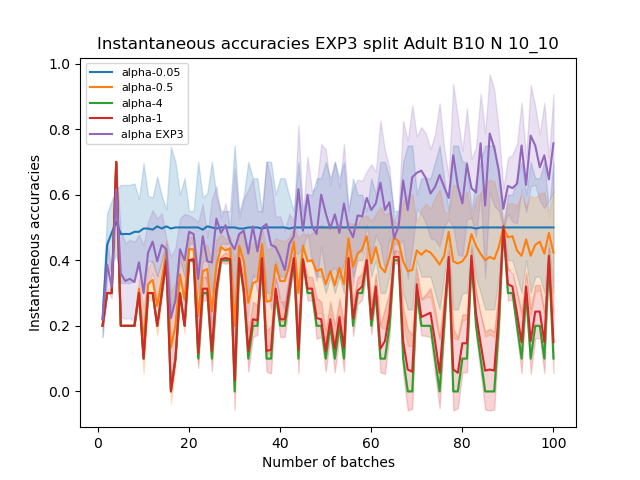 Instantaneous accuracies EXP3 split Adult B10 N 10_10
alpha-0.05
alpha-0.5
alpha-4
alpha-1
alpha EXP3
Instantaneous accuracies
1.0
0.8
0.6
0.4
0.2
0.0
0 20 40 60 80 100
Number of batches